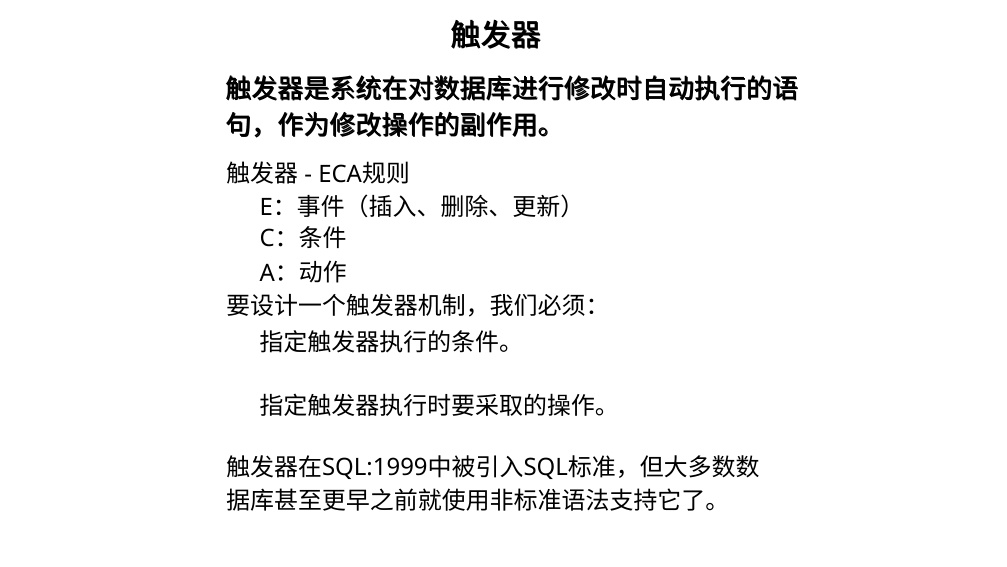 触发器
触发器是系统在对数据库进行修改时自动执行的语
句，作为修改操作的副作用。
触发器 - ECA规则
E：事件（插入、删除、更新）
C：条件
A：动作
要设计一个触发器机制，我们必须：
指定触发器执行的条件。
指定触发器执行时要采取的操作。
触发器在SQL:1999中被引入SQL标准，但大多数数
据库甚至更早之前就使用非标准语法支持它了。